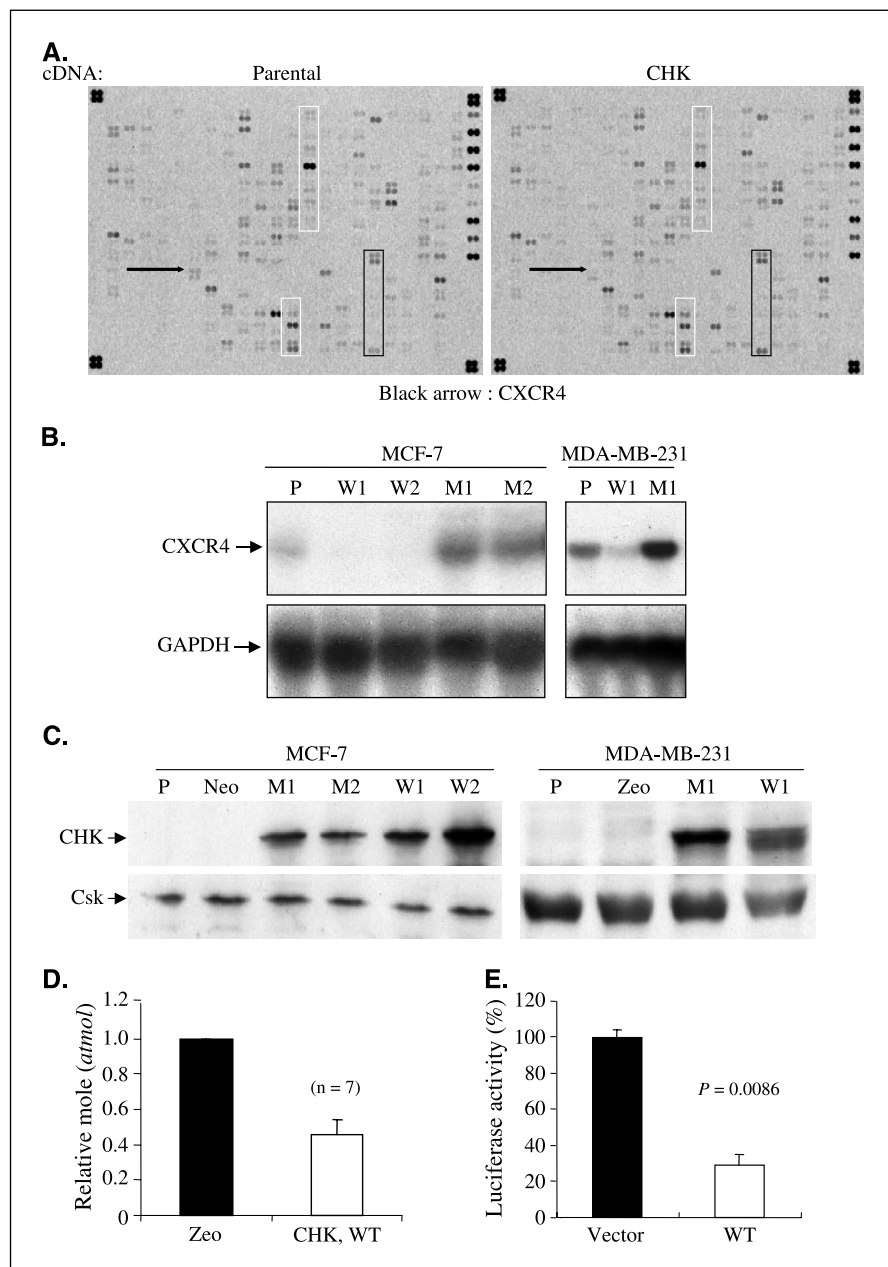 A.
cDNA: Parental CHK
Black arrow : CXCR4
B.
MCF-7 MDA-MB-231
P W1 W2 M1 M2 P W1 M1
CXCR4
GAPDH
C.
MCF-7 MDA-MB-231
P Neo M1 M2 W1 W2 P Zeo M1 W1
CHK
Csk
D.
Relative mole (atmol)
1.2
1.0
0.8
0.6
0.4
0.2
0
(n = 7)
Zeo CHK, WT
E.
Luciferase activity (%)
120
100
80
60
40
20
0
P = 0.0086
Vector WT